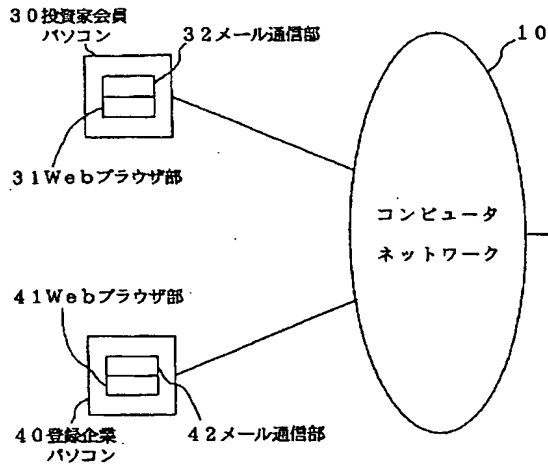 30投資家会員
パソコン
32メール通信部
10
31Webブラウザ部
コンピュータ
ネットワーク
41Webブラウザ部
40登録企業
パソコン
42メール通信部